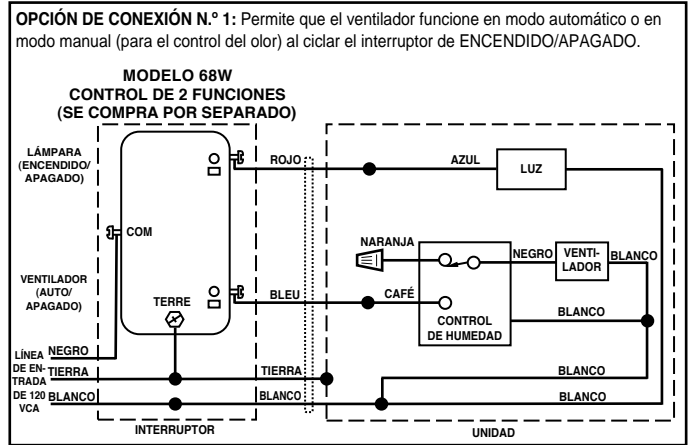 OPCIÓN DE CONEXIÓN N.º 1: Permite que el ventilador funcione en modo automático o en
modo manual (para el control del olor) al ciclar el interruptor de ENCENDIDO/APAGADO.
MODELO 68W
CONTROL DE 2 FUNCIONES
(SE COMPRA POR SEPARADO)
LÁMPARA
(ENCENDIDO/
APAGADO)
ROJO
AZUL
LUZ
COM
NARANJA
NEGRO
VENTI-
LADOR
BLANCO
VENTILADOR
(AUTO/
APAGADO)
TERRE
BLEU
CAFÉ
CONTROL
DE HUMEDAD
BLANCO
LÍNEA
DE EN-
TRADA
DE 120
VCA
NEGRO
TIERRA
TIERRA
BLANCO
BLANCO
BLANCO
BLANCO
INTERRUPTOR
UNIDAD